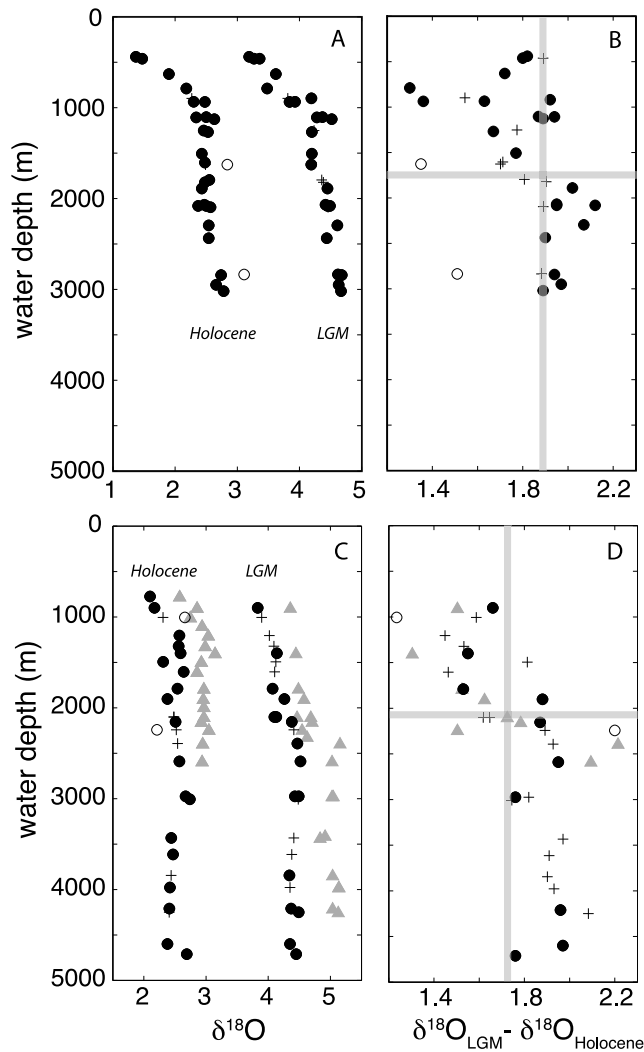 A
B
0
1000
2000
3000
4000
5000
water depth (m)
Holocene
LGM
1 2 3 4 5
1.4 1.8 2.2
C
D
0
1000
2000
3000
4000
5000
water depth (m)
Holocene
LGM
2 3 4 5
1.4 1.8 2.2
δ¹⁸O
δ¹⁸O_LGM - δ¹⁸O_Holocene